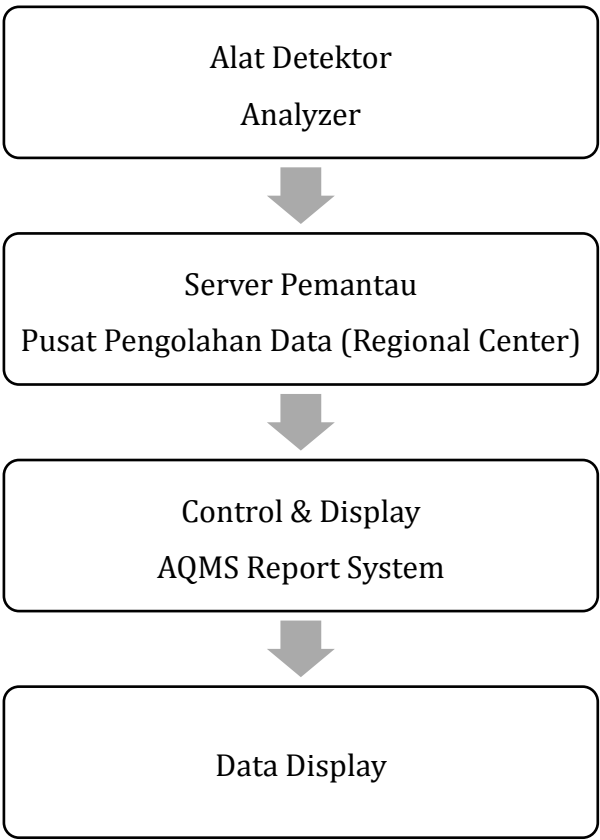 Alat Detektor
Analyzer
Server Pemantau
Pusat Pengolahan Data (Regional Center)
Control & Display
AQMS Report System
Data Display